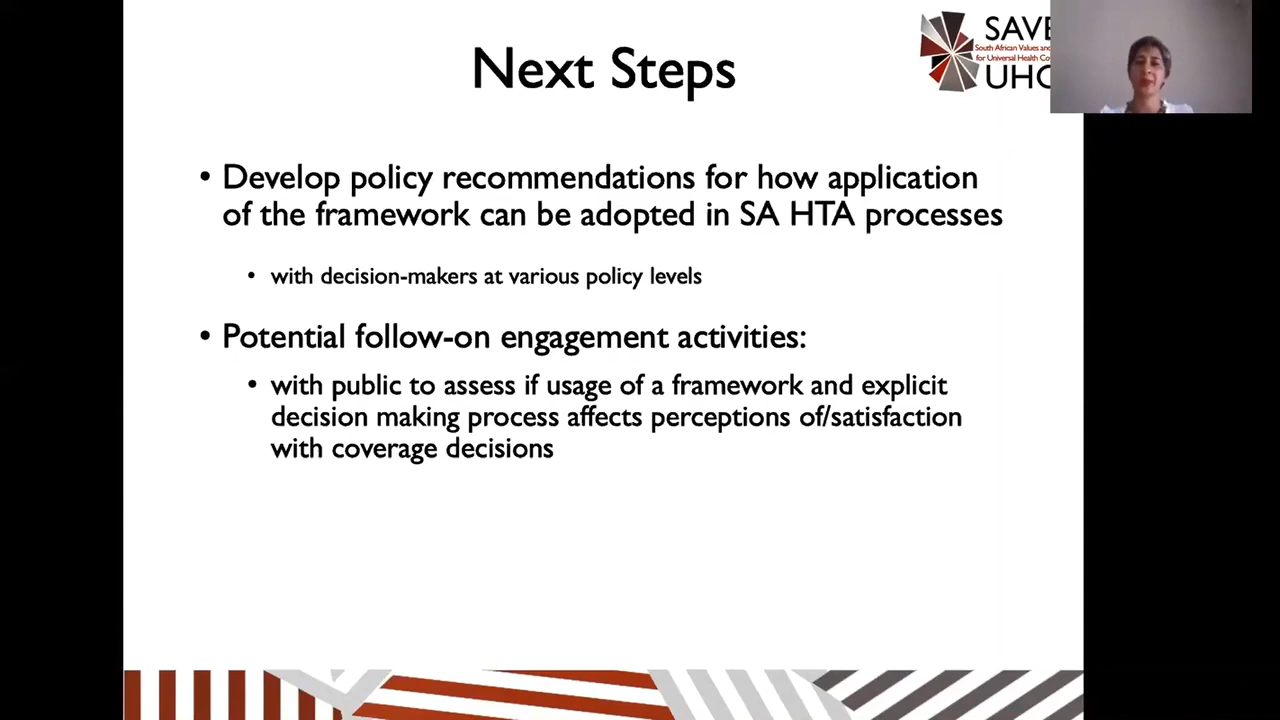 Next Steps
SAVE
South African Values and
for Universal Health Co
UHC
• Develop policy recommendations for how application
of the framework can be adopted in SA HTA processes
• with decision-makers at various policy levels
• Potential follow-on engagement activities:
• with public to assess if usage of a framework and explicit
decision making process affects perceptions of/satisfaction
with coverage decisions